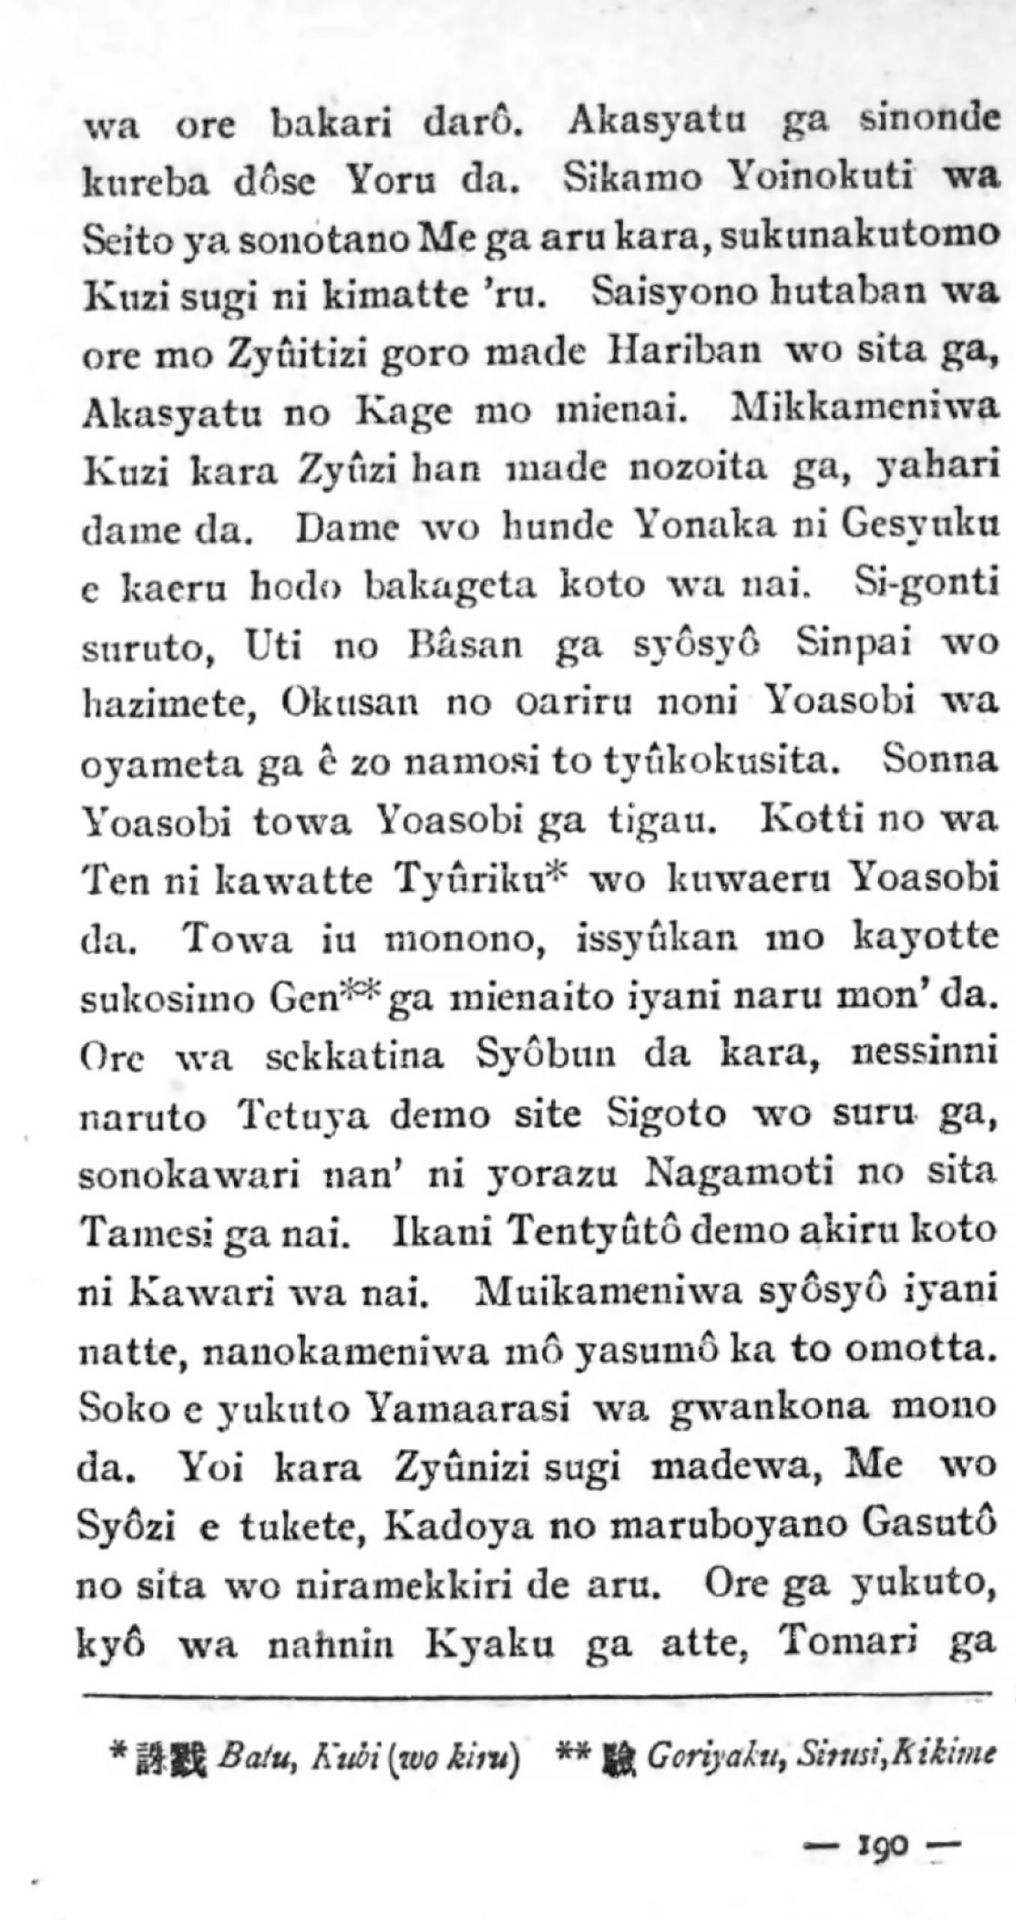 wa ore bakari darô. Akasyatu ga sinonde
kureba dôse Yoru da. Sikamo Yoinokuti wa
Seito ya sonotano Me ga aru kara, sukunakutomo
Kuzi sugi ni kimatte ’ru. Saisyono hutaban wa
ore mo Zyûitizi goro made Hariban wo sita ga,
Akasyatu no Kage mo mienai. Mikkameniwa
Kuzi kara Zyûzi han made nozoita ga, yahari
dame da. Dame wo hunde Yonaka ni Gesyuku
e kaeru hodo bakageta koto wa nai. Si-gonti
suruto, Uti no Bâsan ga syôsyô Sinpai wo
hazimete, Okusan no oariru noni Yoasobi wa
oyameta ga ê zo namosi to tyûkokusita. Sonna
Yoasobi towa Yoasobi ga tigau. Kotti no wa
Ten ni kawatte Tyûriku* wo kuwaeru Yoasobi
da. Towa iu monono, issyûkan mo kayotte
sukosimo Gen** ga mienaito iyani naru mon’ da.
Ore wa sekkatina Syôbun da kara, nessinni
naruto Tetuya demo site Sigoto wo suru ga,
sonokawari nan’ ni yorazu Nagamoti no sita
Tamesi ga nai. Ikani Tentyûtô demo akiru koto
ni Kawari wa nai. Muikameniwa syôsyô iyani
natte, nanokameniwa mô yasumô ka to omotta.
Soko e yukuto Yamaarasi wa gwankona mono
da. Yoi kara Zyûnizi sugi madewa, Me wo
Syôzi e tukete, Kadoya no maruboyano Gasutô
no sita wo niramekkiri de aru. Ore ga yukuto,
kyô wa nannin Kyaku ga atte, Tomari ga
* 誅戮 Batu, Kubi (wo kiru) ** 驗 Goriyaku, Sirusi, Kikime
— 190 —